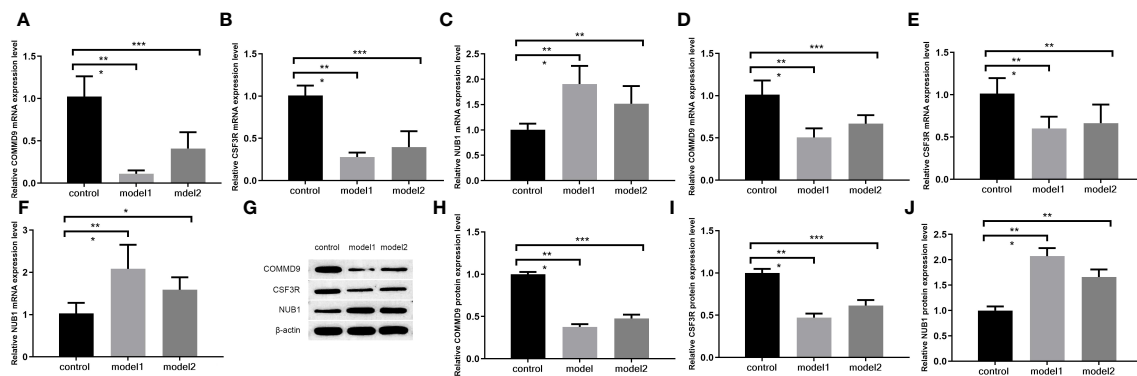 A
Relative COMMD9 mRNA expression level
1.5
1.0
0.5
0.0
***
**
*
control
model1
model2
B
Relative CSF3R mRNA expression level
1.5
1.0
0.5
0.0
***
**
*
control
model1
model2
C
Relative NUB1 mRNA expression level
2.5
2.0
1.5
1.0
0.5
0.0
**
**
*
control
model1
model2
D
Relative COMMD9 mRNA expression level
1.5
1.0
0.5
0.0
***
**
*
control
model1
mdel2
E
Relative CSF3R mRNA expression level
1.5
1.0
0.5
0.0
**
**
*
control
model1
model2
F
Relative NUB1 mRNA expression level
3
2
1
0
*
**
*
control
model1
model2
G
control
model1
model2
COMMD9
CSF3R
NUB1
β-actin
H
Relative COMMD9 protein expression level
1.5
1.0
0.5
0.0
***
**
*
control
model
model2
I
Relative CSF3R protein expression level
1.5
1.0
0.5
0.0
***
**
*
control
model1
model2
J
Relative NUB1 protein expression level
2.5
2.0
1.5
1.0
0.5
0.0
**
**
*
control
model1
model2